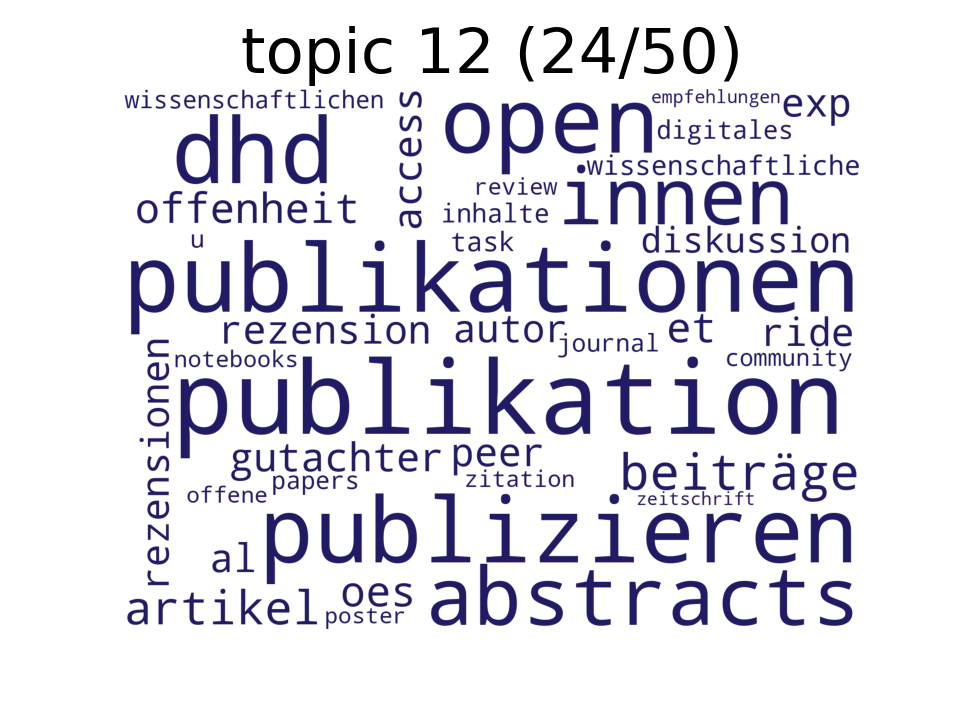 topic 12 (24/50)
wissenschaftlichen
access
open
empfehlungen
exp
dhd
digitales
wissenschaftliche
review
innen
offenheit
inhalte
u
task
diskussion
publikationen
rezension
autor
journal
et
ride
rezensionen
notebooks
community
publikation
gutachter
peer
beiträge
papers
zitation
offene
zeitschrift
publizieren
al
artikel
oes
poster
abstracts